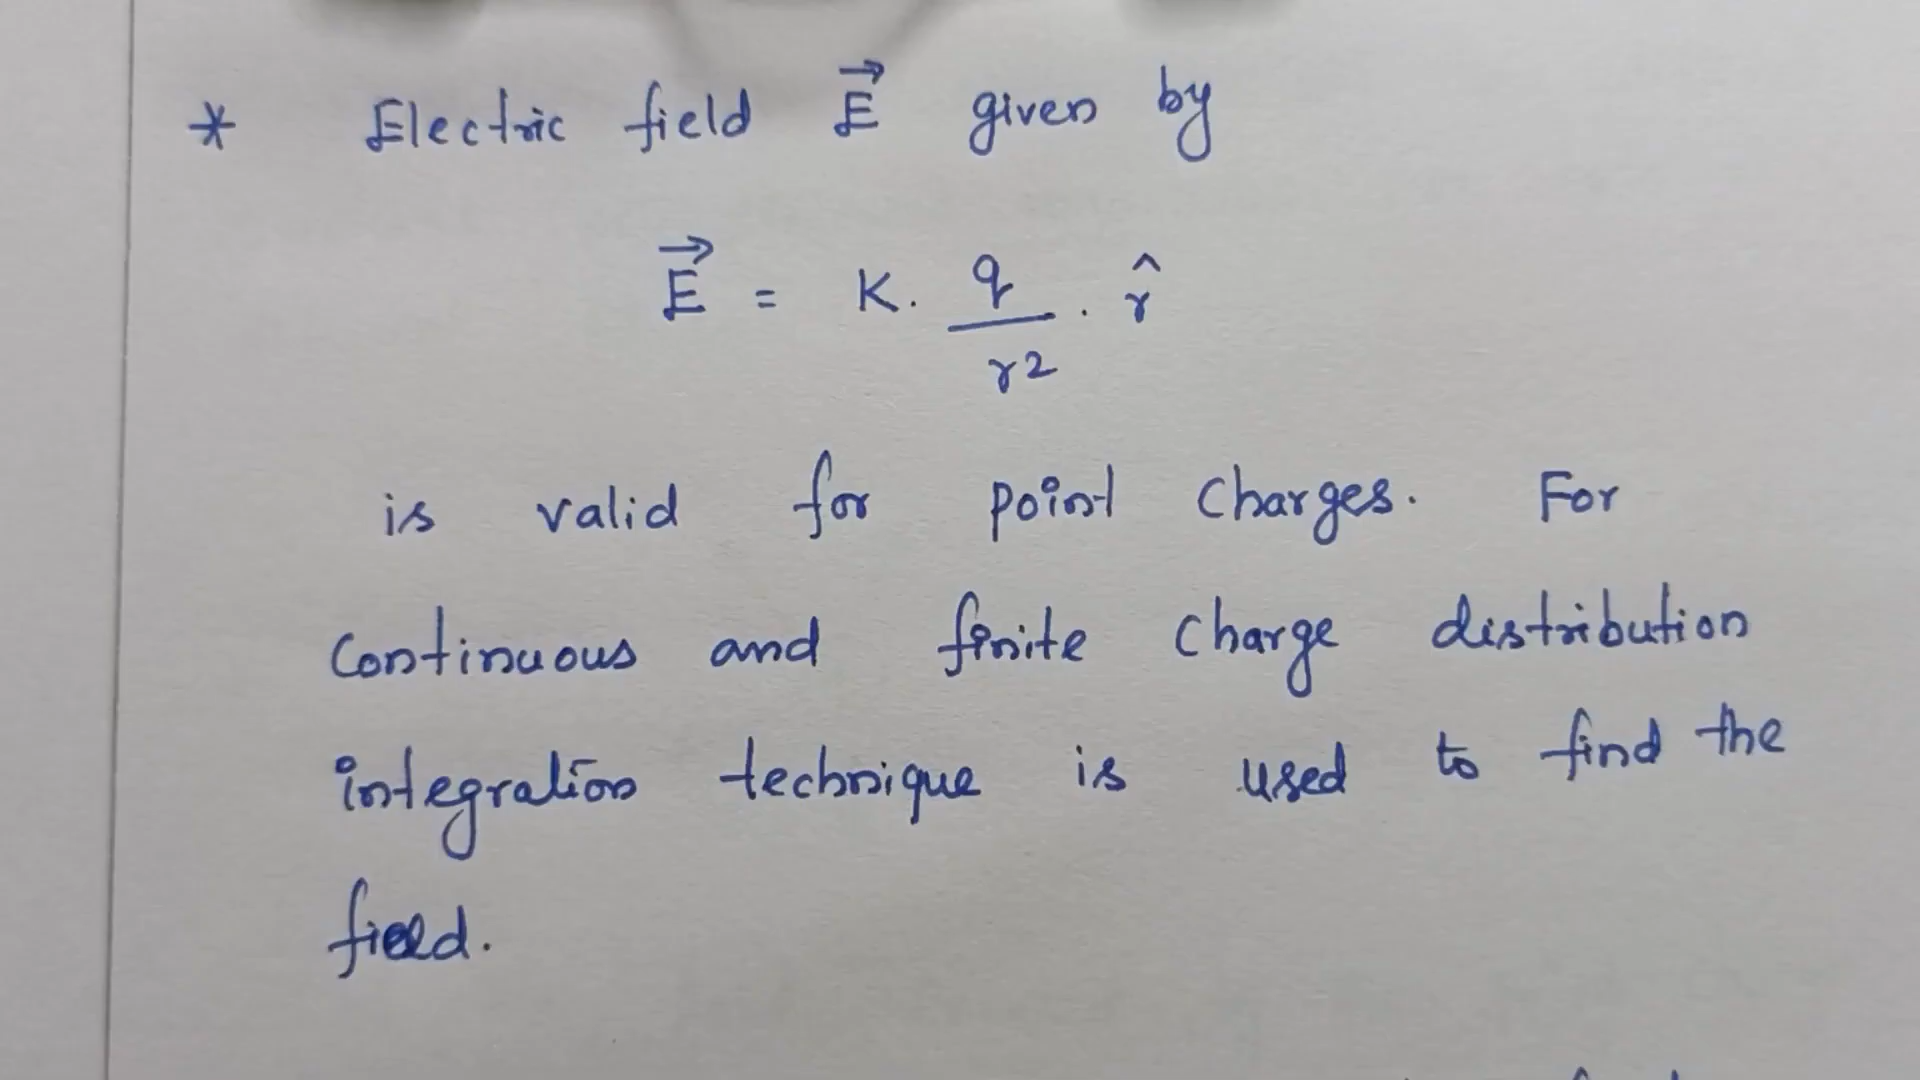 * Electric field E⃗ given by
E⃗ = K. q/r2 . r̂
is valid for point charges. For
continuous and finite charge distribution
integration technique is used to find the
field.